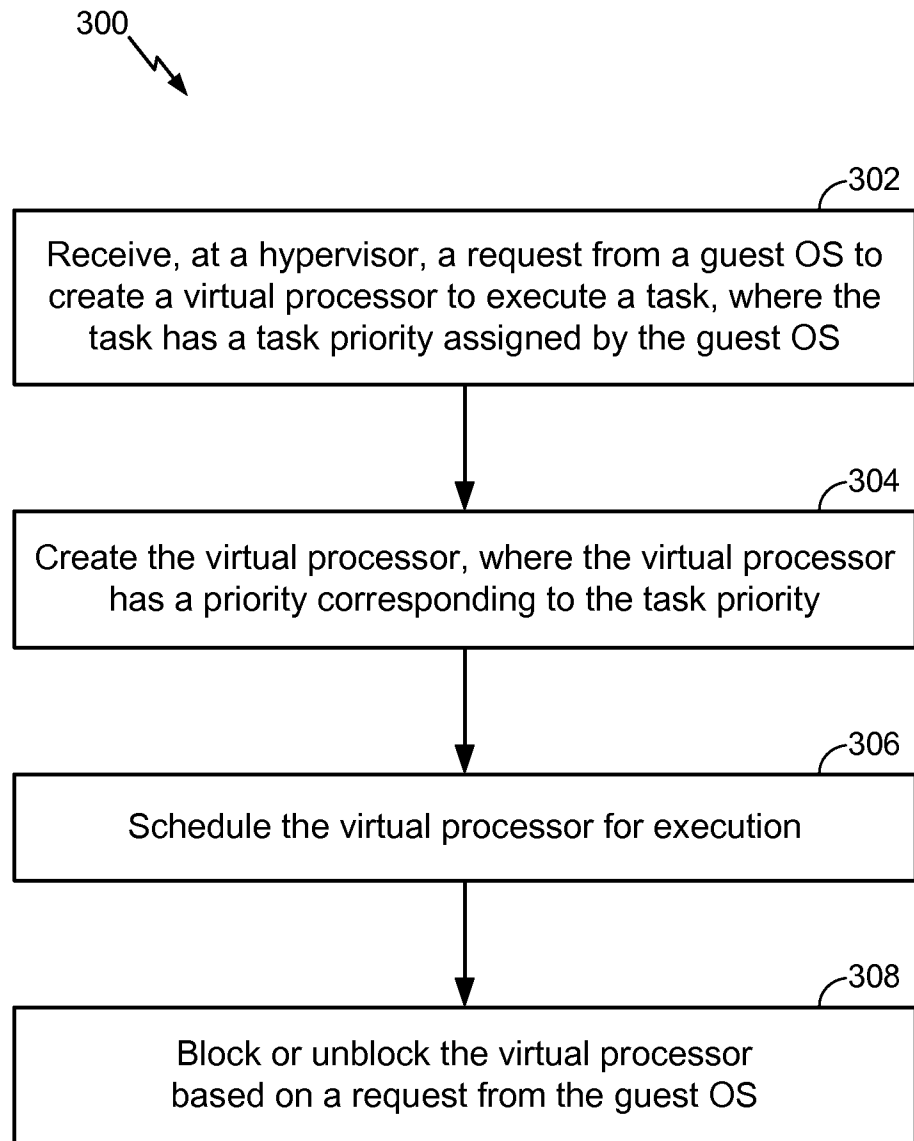 300
302
Receive, at a hypervisor, a request from a guest OS to
create a virtual processor to execute a task, where the
task has a task priority assigned by the guest OS
304
Create the virtual processor, where the virtual processor
has a priority corresponding to the task priority
306
Schedule the virtual processor for execution
308
Block or unblock the virtual processor
based on a request from the guest OS